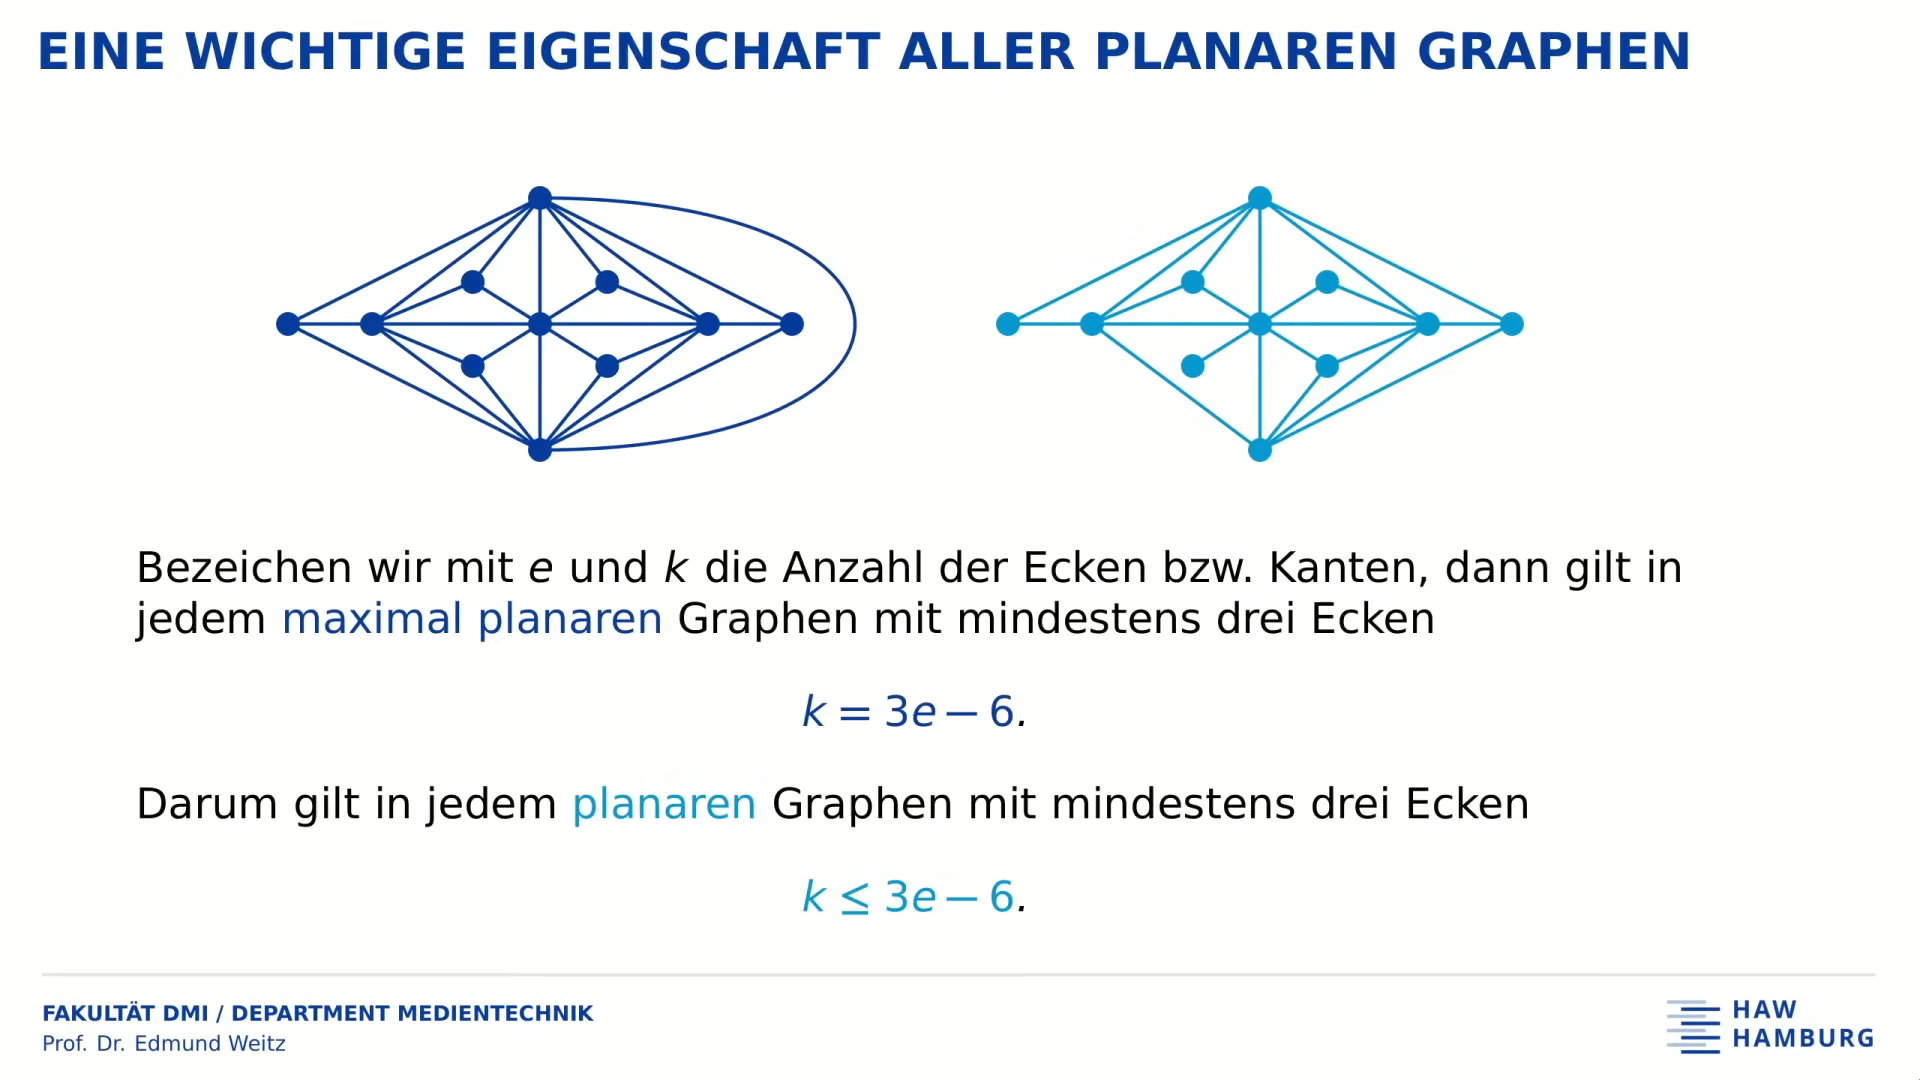 EINE WICHTIGE EIGENSCHAFT ALLER PLANAREN GRAPHEN
Bezeichen wir mit e und k die Anzahl der Ecken bzw. Kanten, dann gilt in
jedem maximal planaren Graphen mit mindestens drei Ecken
k = 3e − 6.
Darum gilt in jedem planaren Graphen mit mindestens drei Ecken
k ≤ 3e − 6.
FAKULTÄT DMI / DEPARTMENT MEDIENTECHNIK
Prof. Dr. Edmund Weitz
HAW
HAMBURG